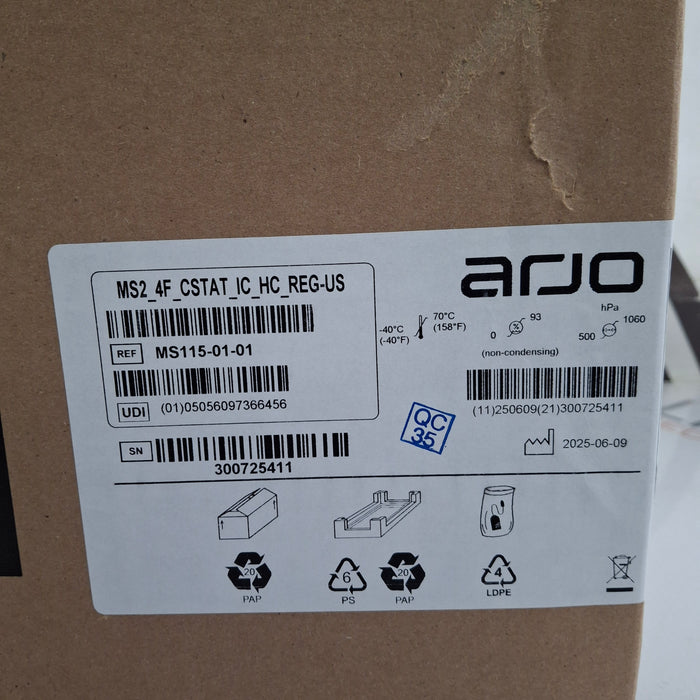 arjo
MS2_4F_CSTAT_IC_HC_REG-US
REF MS115-01-01
UDI (01)05056097366456
SN 300725411
-40°C
(-40°F)
70°C
(158°F)
0 % 93
(non-condensing)
hPa
500 1060
(11)250609(21)300725411
QC
35
2025-06-09
20
PAP
6
PS
20
PAP
4
LDPE